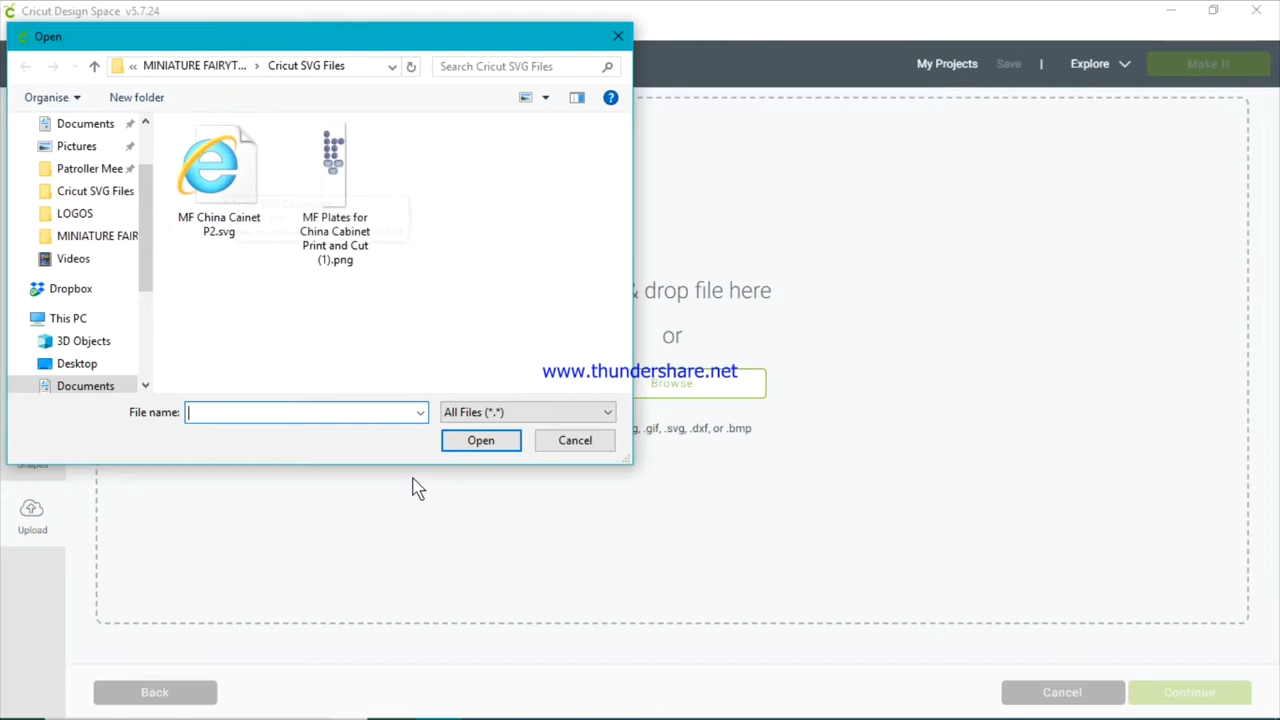 Cricut Design Space v5.7.24
Open
« MINIATURE FAIRYT... › Cricut SVG Files
Search Cricut SVG Files
My Projects
Save
|
Explore
Make It
Organise
New folder
Documents
Pictures
Patroller Mee
Cricut SVG Files
LOGOS
MINIATURE FAIR
Videos
Dropbox
This PC
3D Objects
Desktop
Documents
MF China Cainet
P2.svg
MF Plates for
China Cabinet
Print and Cut
(1).png
& drop file here
or
www.thundershare.net
Browse
g, .gif, .svg, .dxf, or .bmp
File name:
All Files (*.*)
Open
Cancel
Upload
Back
Cancel
Continue